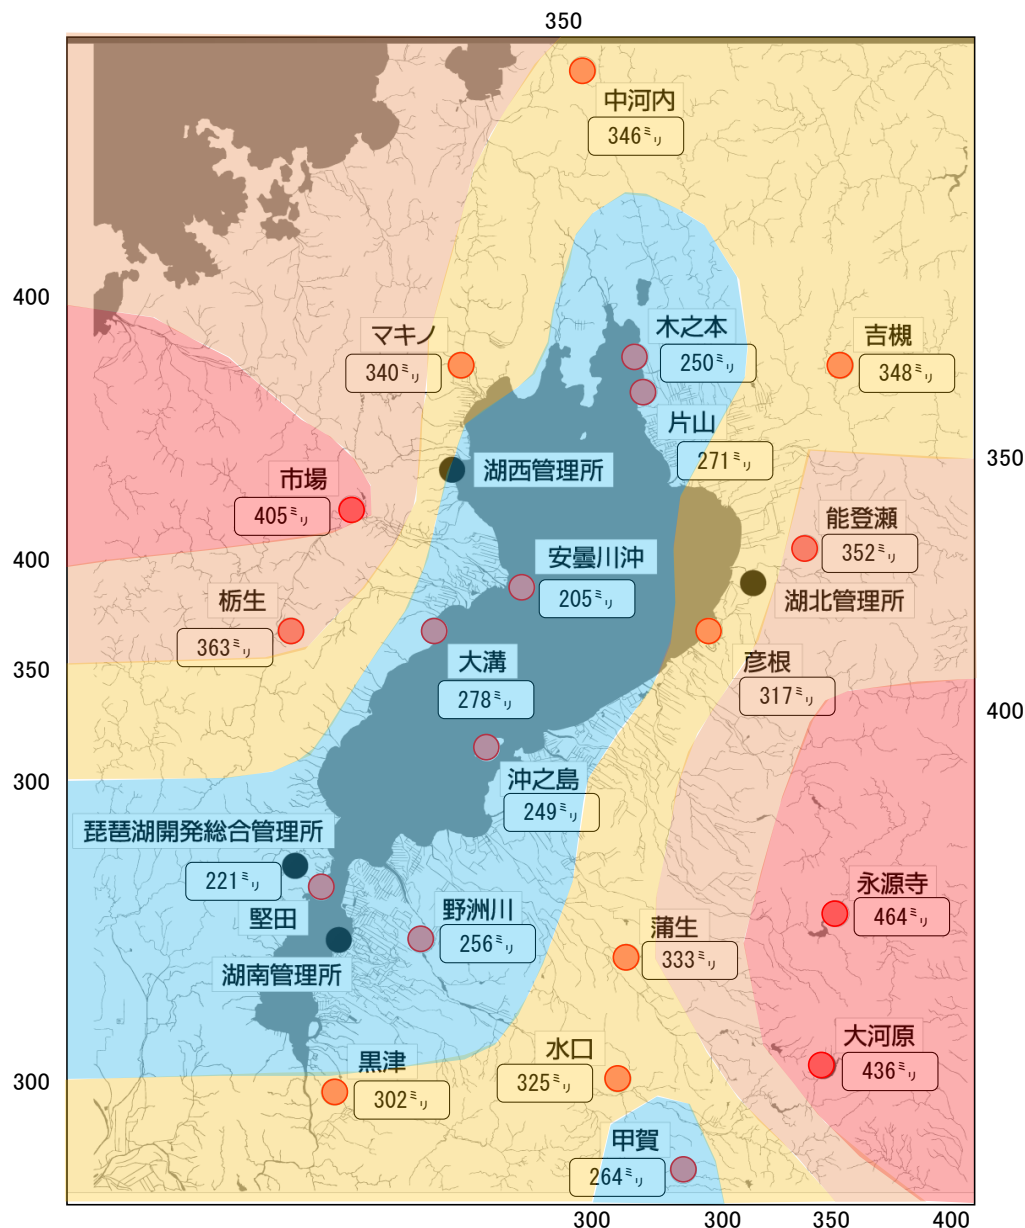 350
中河内
346ミリ
400
マキノ
340ミリ
木之本
250ミリ
吉槻
348ミリ
片山
271ミリ
350
市場
405ミリ
湖西管理所
能登瀬
352ミリ
400
安曇川沖
205ミリ
栃生
363ミリ
湖北管理所
350
大溝
278ミリ
彦根
317ミリ
400
300
沖之島
249ミリ
琵琶湖開発総合管理所
221ミリ
堅田
野洲川
256ミリ
永源寺
464ミリ
蒲生
333ミリ
湖南管理所
大河原
436ミリ
水口
325ミリ
黒津
302ミリ
300
甲賀
264ミリ
300
300
350
400